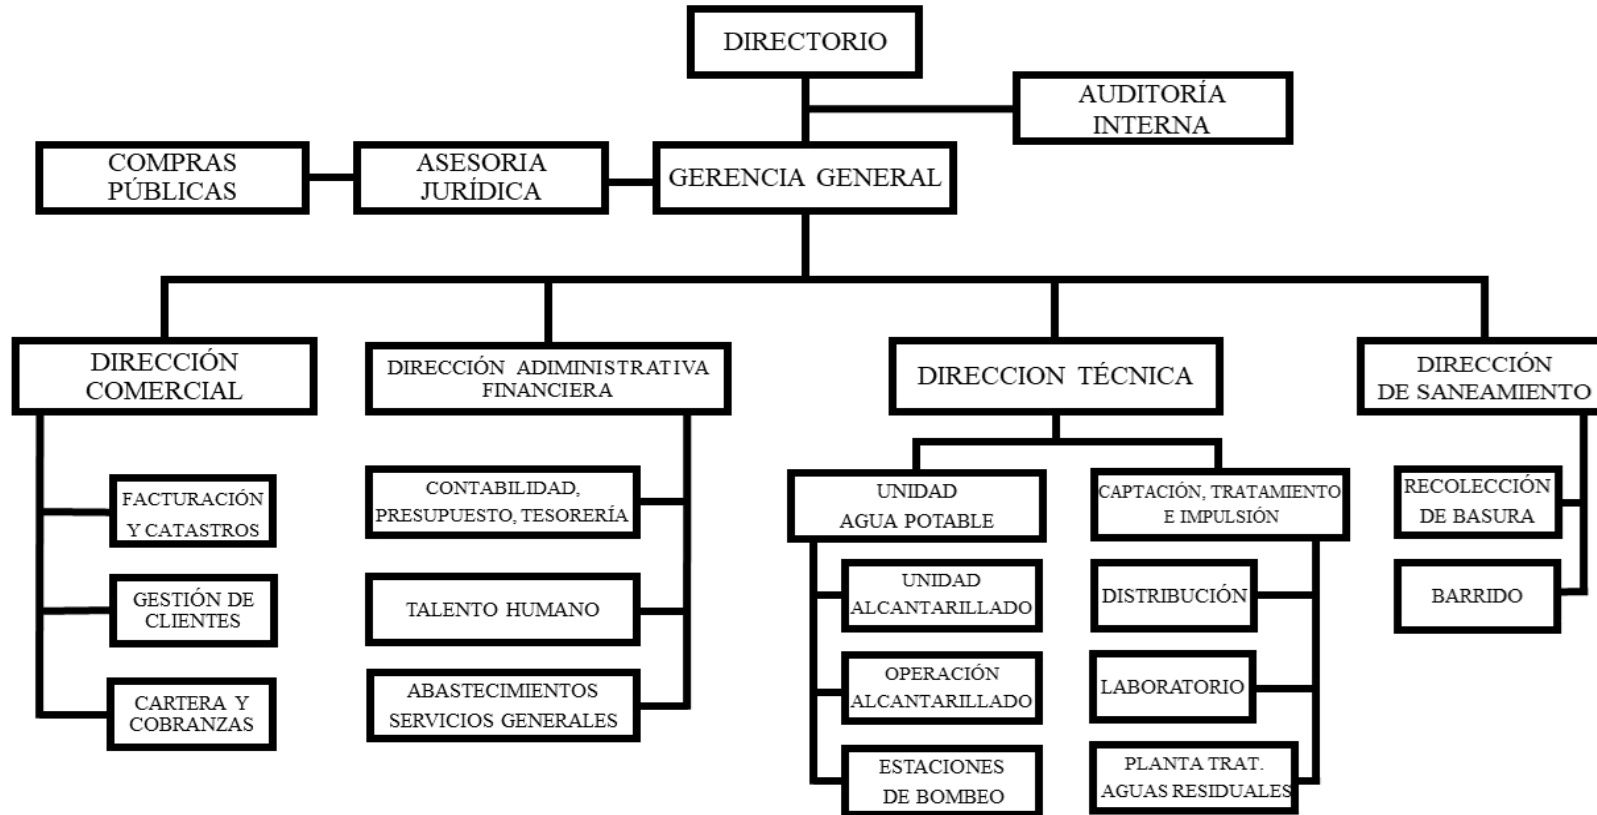 DIRECTORIO
AUDITORÍA
INTERNA
COMPRAS
PÚBLICAS
ASESORIA
JURÍDICA
GERENCIA GENERAL
DIRECCIÓN
COMERCIAL
DIRECCIÓN ADIMINISTRATIVA
FINANCIERA
DIRECCION TÉCNICA
DIRECCIÓN
DE SANEAMIENTO
FACTURACIÓN
Y CATASTROS
GESTIÓN DE
CLIENTES
CARTERA Y
COBRANZAS
CONTABILIDAD,
PRESUPUESTO, TESORERÍA
TALENTO HUMANO
ABASTECIMIENTOS
SERVICIOS GENERALES
UNIDAD
AGUA POTABLE
UNIDAD
ALCANTARILLADO
OPERACIÓN
ALCANTARILLADO
ESTACIONES
DE BOMBEO
CAPTACIÓN, TRATAMIENTO
E IMPULSIÓN
DISTRIBUCIÓN
LABORATORIO
PLANTA TRAT.
AGUAS RESIDUALES
RECOLECCIÓN
DE BASURA
BARRIDO